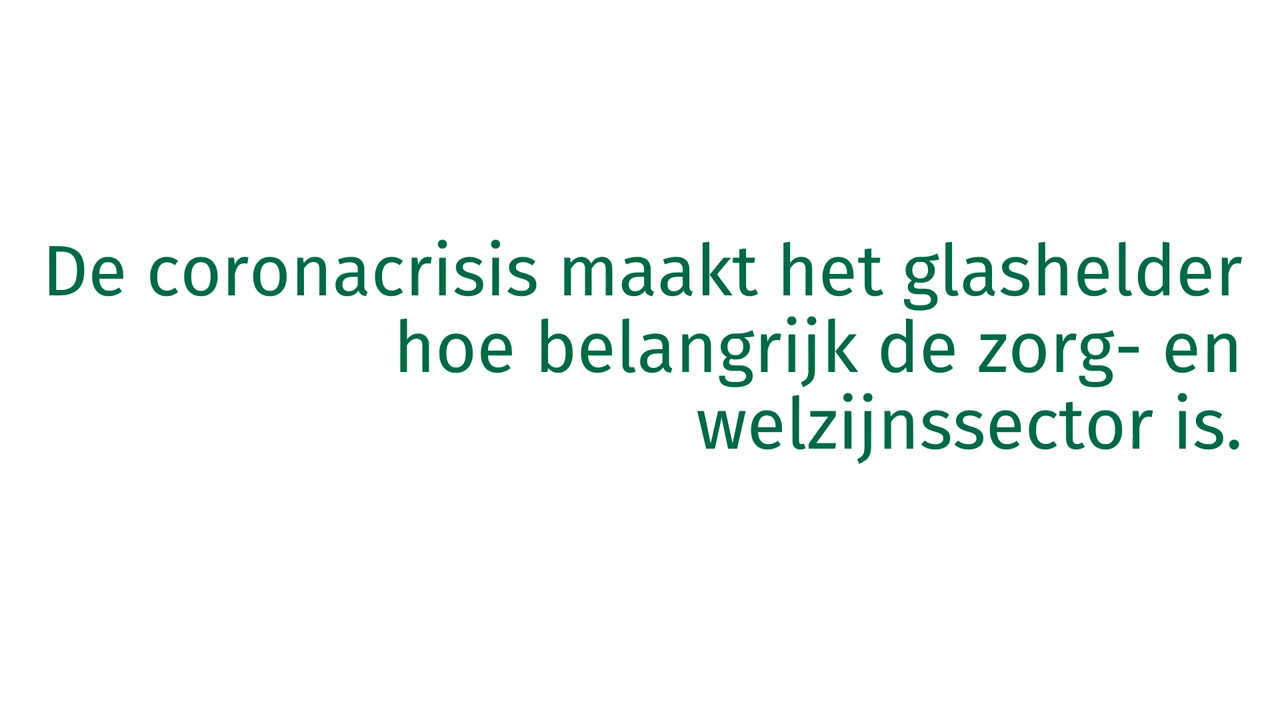 De coronacrisis maakt het glashelder
hoe belangrijk de zorg- en
welzijnssector is.